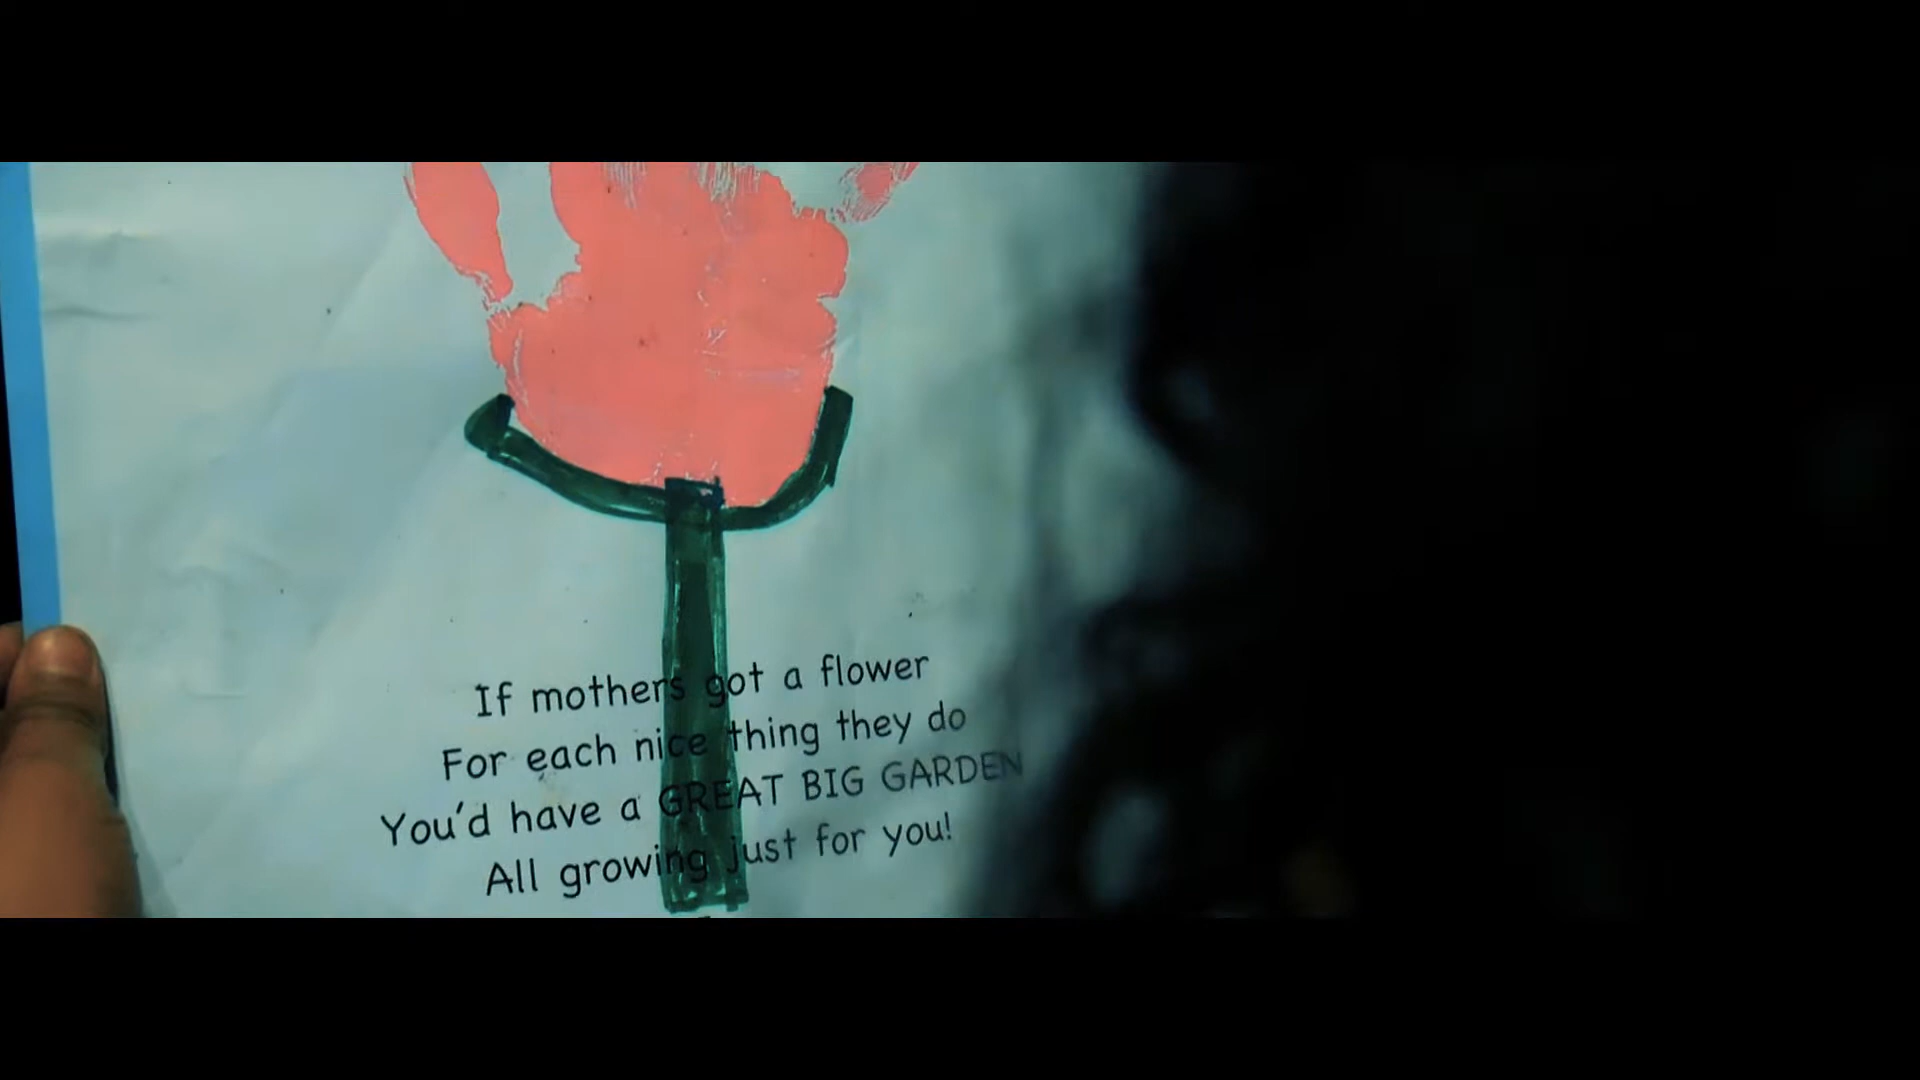 If mothers got a flower
For each nice thing they do
You'd have a GREAT BIG GARDEN
All growing just for you!